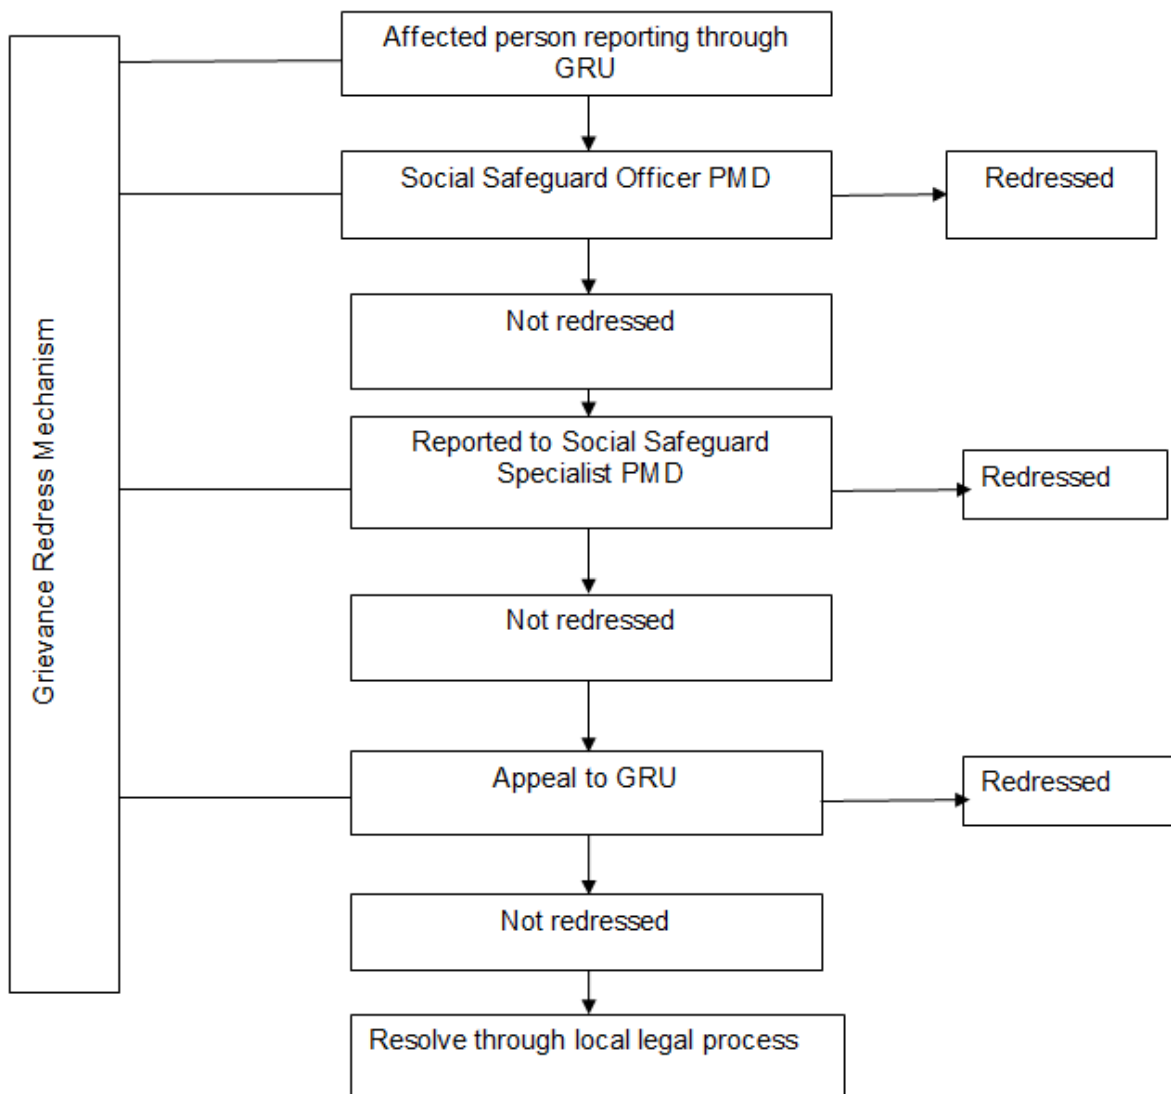 Affected person reporting through
GRU
Social Safeguard Officer PMD
Redressed
Not redressed
Grievance Redress Mechanism
Reported to Social Safeguard
Specialist PMD
Redressed
Not redressed
Appeal to GRU
Redressed
Not redressed
Resolve through local legal process